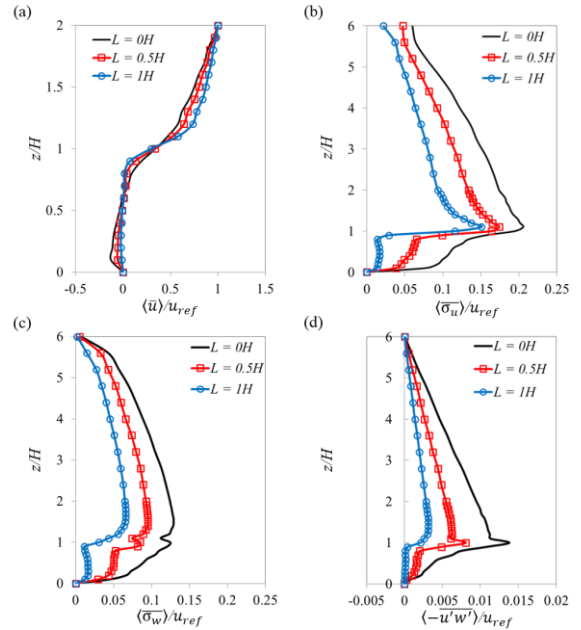 (a)
2
1.5
1
0.5
0
z/H
L = 0H
L = 0.5H
L = 1H
-0.5 0 0.5 1 1.5
⟨ū⟩/u_ref
(b)
6
5
4
3
2
1
0
z/H
L = 0H
L = 0.5H
L = 1H
0 0.05 0.1 0.15 0.2 0.25
⟨σ̅_u̅⟩/u_ref
(c)
6
5
4
3
2
1
0
z/H
L = 0H
L = 0.5H
L = 1H
0 0.05 0.1 0.15 0.2
⟨σ̅_w̅⟩/u_ref
(d)
6
5
4
3
2
1
0
z/H
L = 0H
L = 0.5H
L = 1H
-0.005 0 0.005 0.01 0.015 0.02
⟨-u̅'̅w̅'̅⟩/u_ref